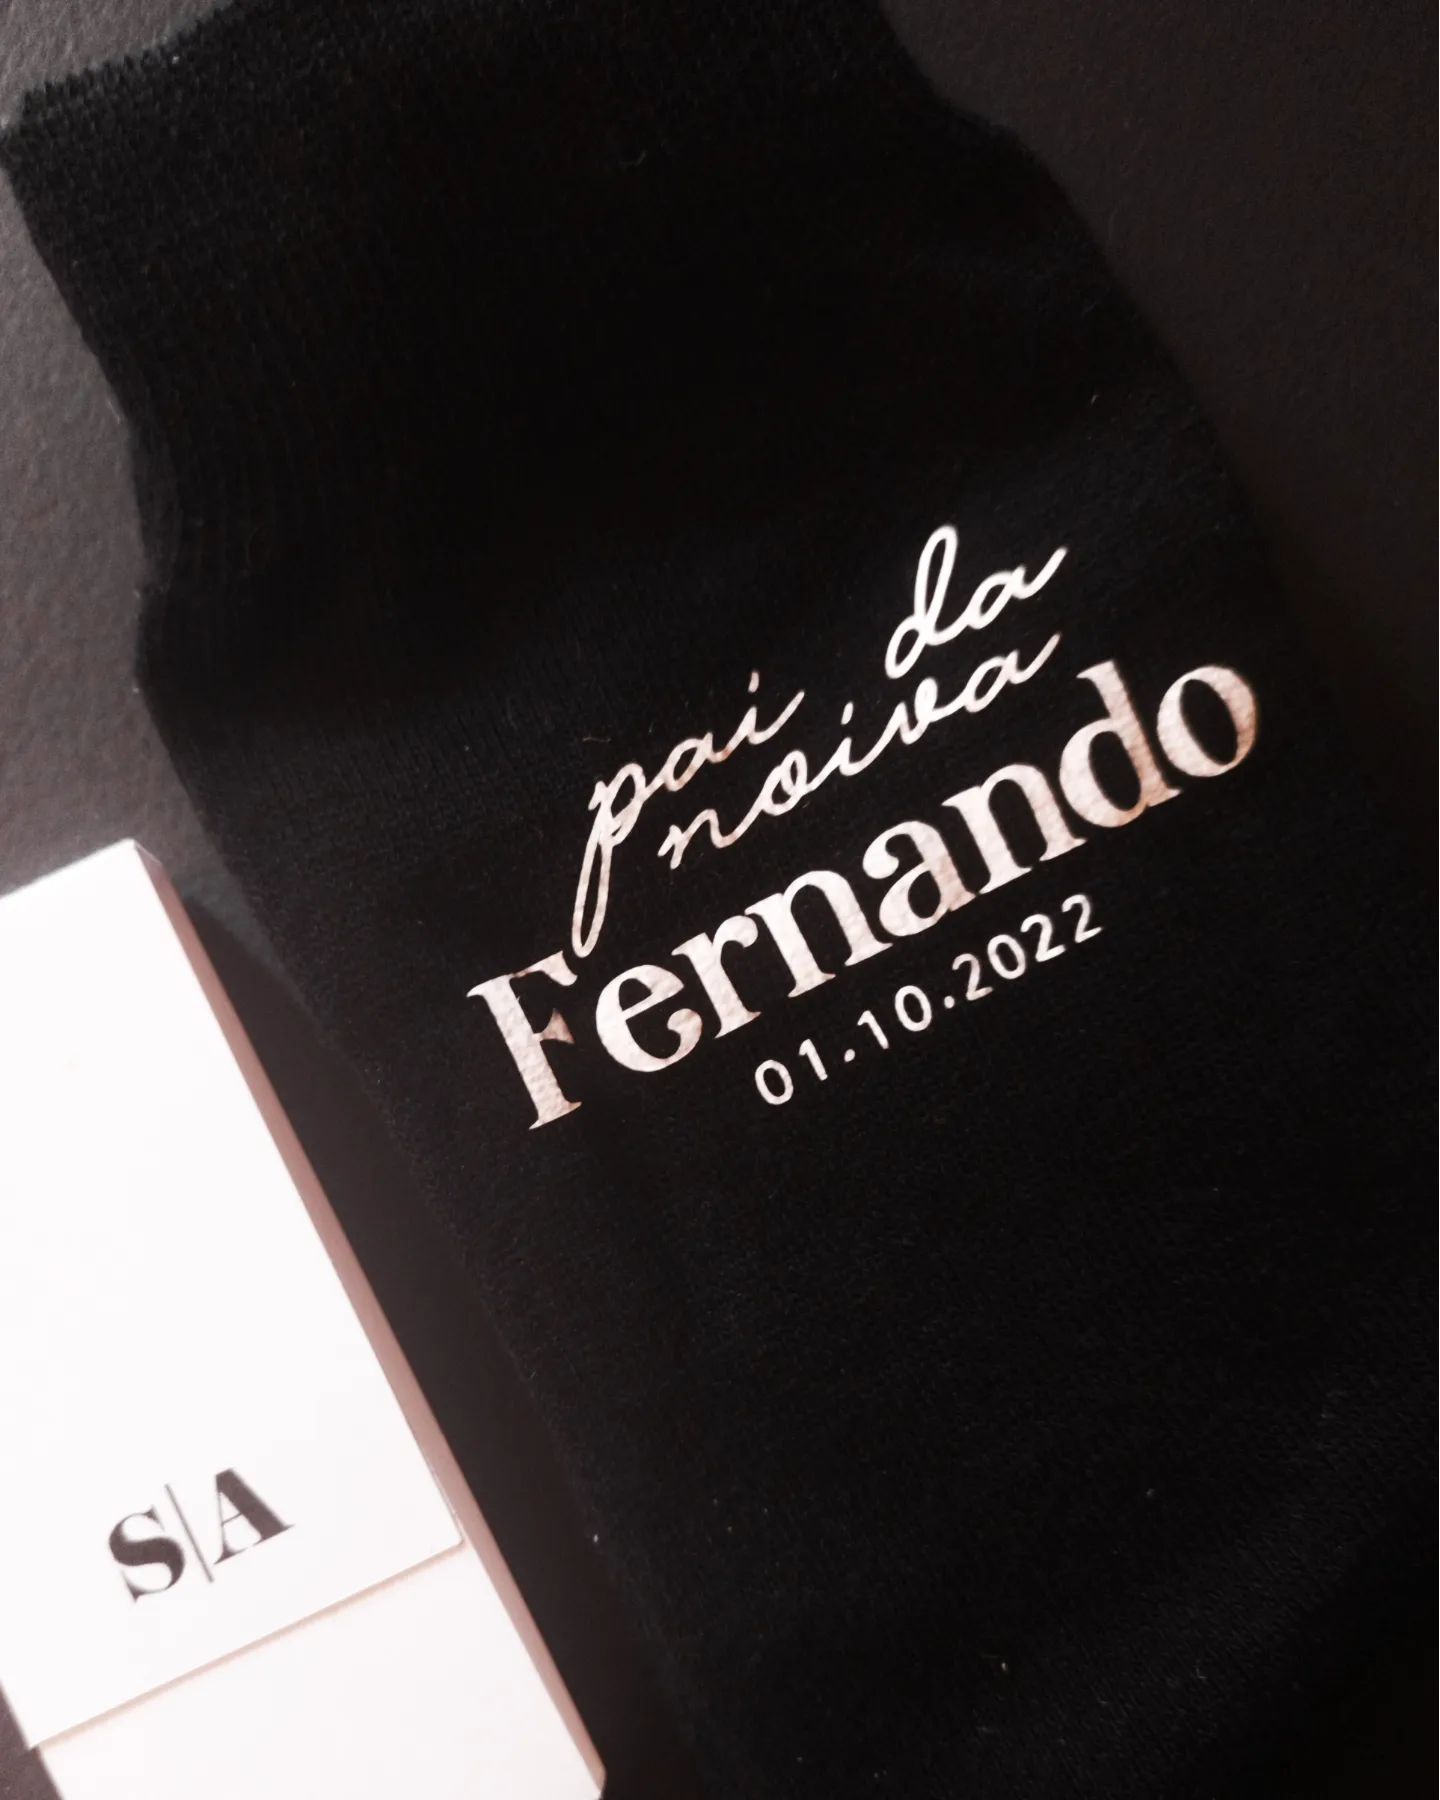 pai da
noiva
Fernando
01.10.2022
S|A